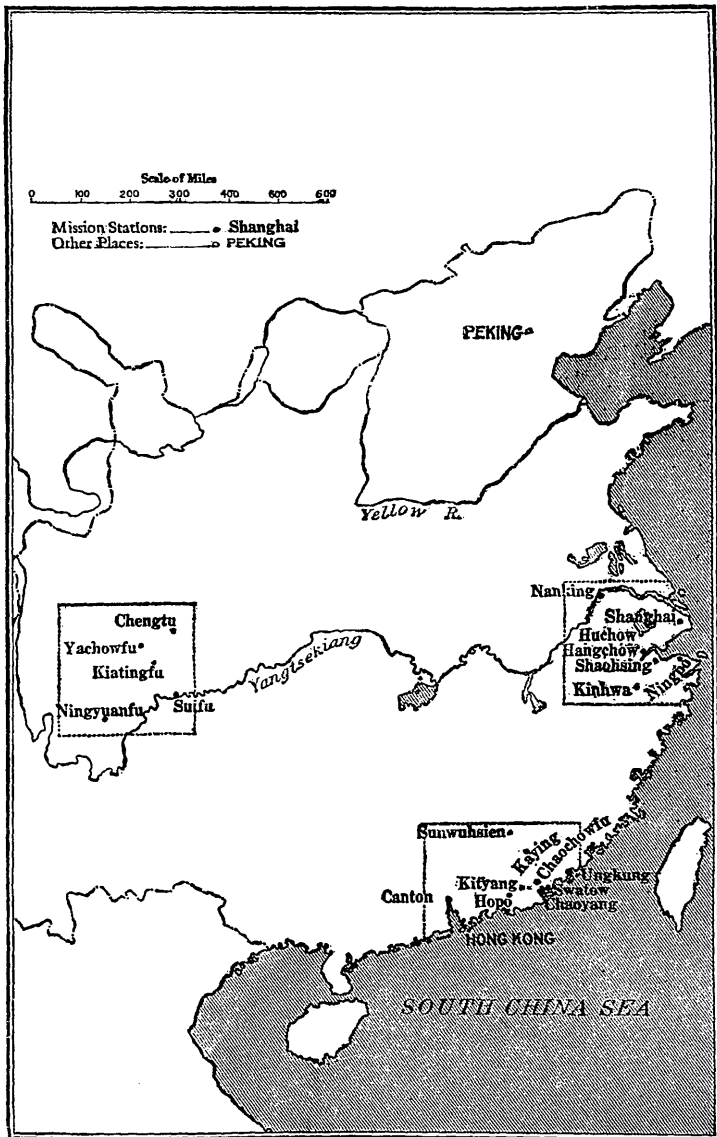 Scale of Miles
0 100 200 300 400 500 600
Mission Stations: Shanghai
Other Places: PEKING
PEKING
Yellow R.
Nanking
Shanghai
Huchow
Hangchow
Shaohsing
Ningpo
Kinhwa
Chengtu
Yachowfu
Kiatingfu
Suifu
Ningyuanfu
Yangtsekiang
Sunwuhsien
Kaying
Chaochowfu
Kityang
Ungkung
Swatow
Hopo
Chaoyang
Canton
HONG KONG
SOUTH CHINA SEA